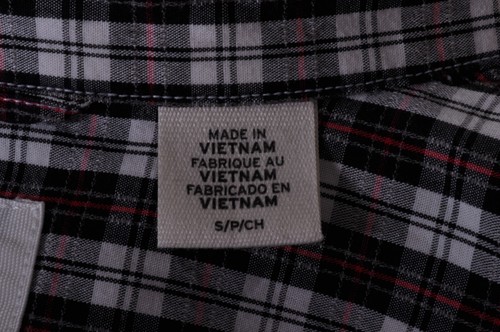 MADE IN
VIETNAM
FABRIQUE AU
VIETNAM
FABRICADO EN
VIETNAM
S/P/CH